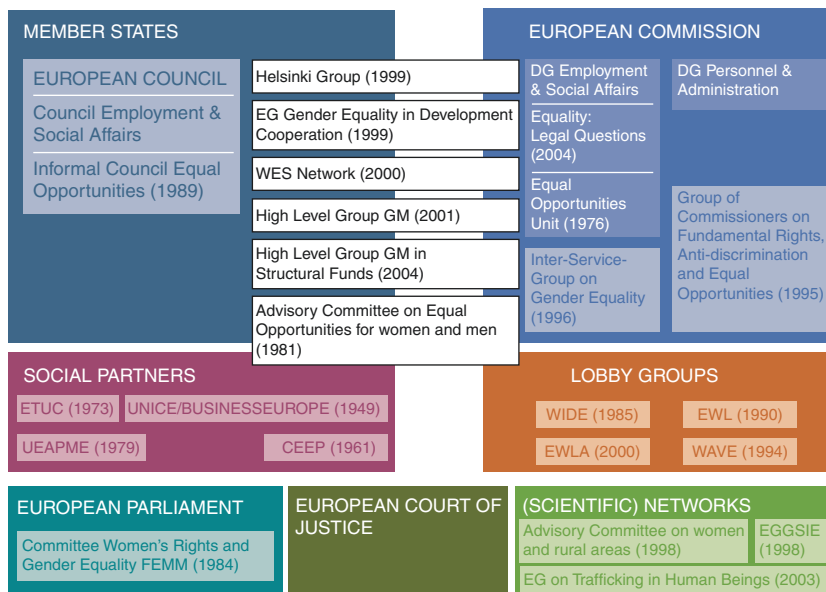 MEMBER STATES
EUROPEAN COUNCIL
Council Employment &
Social Affairs
Informal Council Equal
Opportunities (1989)
Helsinki Group (1999)
EG Gender Equality in Development
Cooperation (1999)
WES Network (2000)
High Level Group GM (2001)
High Level Group GM in
Structural Funds (2004)
Advisory Committee on Equal
Opportunities for women and men
(1981)
EUROPEAN COMMISSION
DG Employment
& Social Affairs
Equality:
Legal Questions
(2004)
Equal
Opportunities
Unit (1976)
Inter-Service-
Group on
Gender Equality
(1996)
DG Personnel &
Administration
Group of
Commissioners on
Fundamental Rights,
Anti-discrimination
and Equal
Opportunities (1995)
SOCIAL PARTNERS
ETUC (1973)
UNICE/BUSINESSEUROPE (1949)
UEAPME (1979)
CEEP (1961)
LOBBY GROUPS
WIDE (1985)
EWL (1990)
EWLA (2000)
WAVE (1994)
EUROPEAN PARLIAMENT
Committee Women's Rights and
Gender Equality FEMM (1984)
EUROPEAN COURT OF
JUSTICE
(SCIENTIFIC) NETWORKS
Advisory Committee on women
and rural areas (1998)
EGGSIE
(1998)
EG on Trafficking in Human Beings (2003)